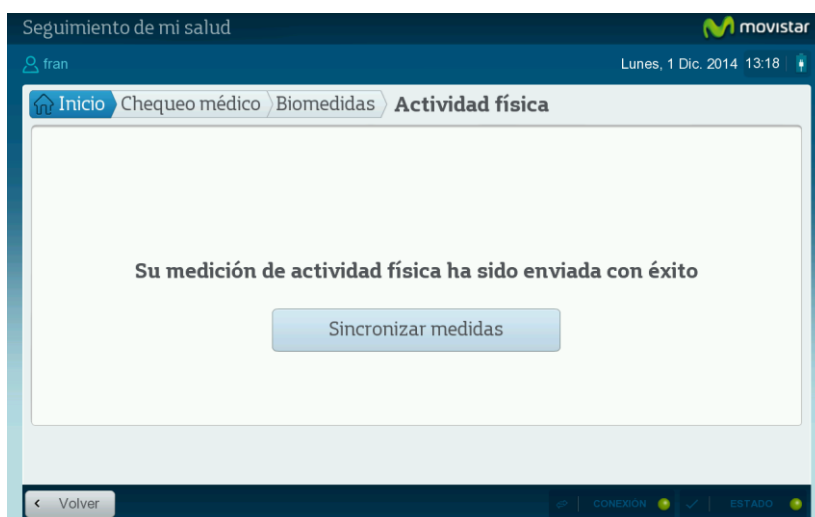 Seguimiento de mi salud
movistar
fran
Lunes, 1 Dic. 2014 13:18
Inicio Chequeo médico Biomedidas Actividad física
Su medición de actividad física ha sido enviada con éxito
Sincronizar medidas
Volver
CONEXIÓN ESTADO